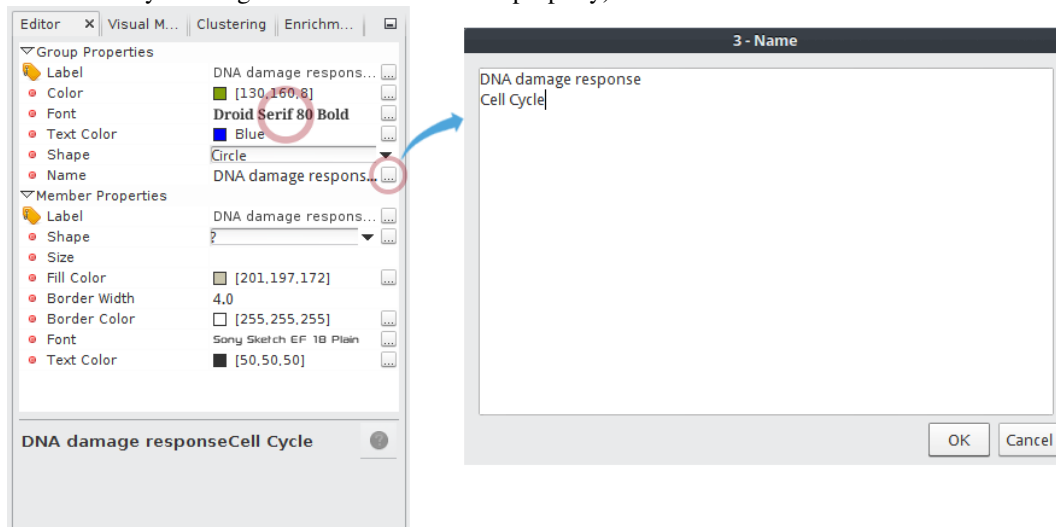 Editor X Visual M... Clustering Enrichm...
Group Properties
Label DNA damage respons... ...
Color [130,160,8] ...
Font Droid Serif 80 Bold ...
Text Color Blue ...
Shape Circle
Name DNA damage respons... ...
Member Properties
Label DNA damage respons... ...
Shape ? ...
Size
Fill Color [201,197,172] ...
Border Width 4.0
Border Color [255,255,255] ...
Font Sony Sketch EF 18 Plain ...
Text Color [50,50,50] ...
DNA damage responseCell Cycle ?
3 - Name
DNA damage response
Cell Cycle
OK Cancel